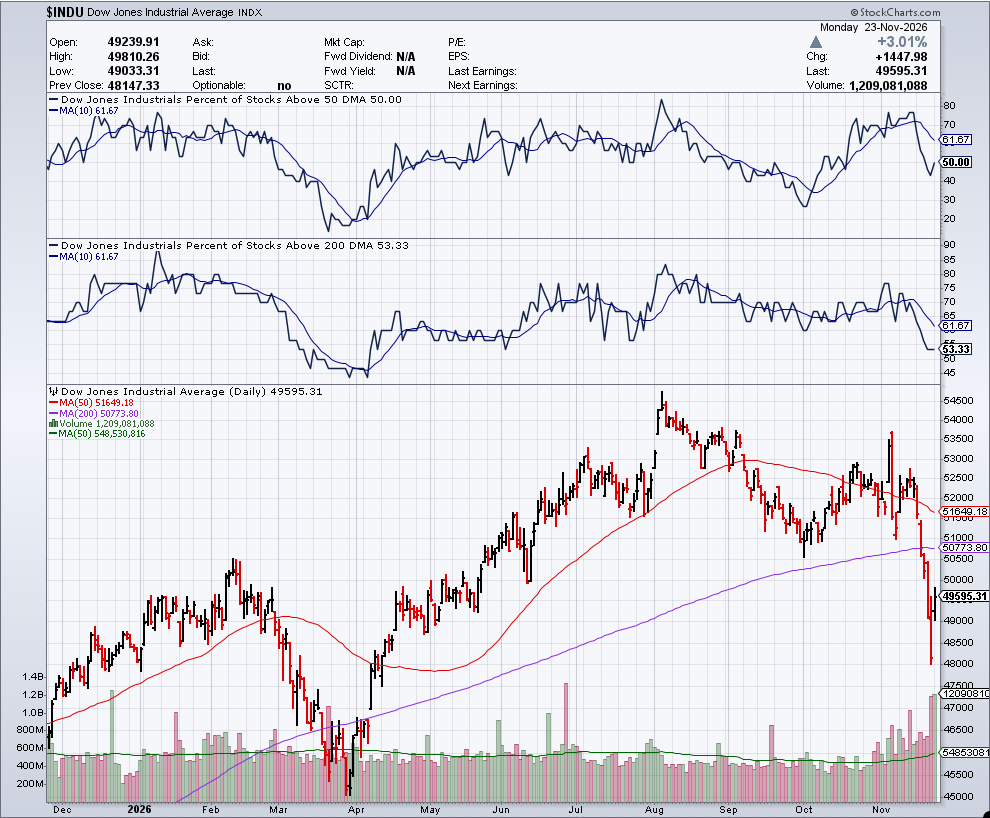 $INDU Dow Jones Industrial Average INDX
© StockCharts.com
Monday 23-Nov-2026
Open: 49239.91 Ask: Mkt Cap: P/E: +3.01%
High: 49810.26 Bid: Fwd Dividend: N/A EPS: Chg: +1447.98
Low: 49033.31 Last: Fwd Yield: N/A Last Earnings: Last: 49595.31
Prev Close: 48147.33 Optionable: no SCTR: Next Earnings: Volume: 1,209,081,088
Dow Jones Industrials Percent of Stocks Above 50 DMA 50.00
MA(10) 61.67
80
70
61.67
50.00
40
30
20
Dow Jones Industrials Percent of Stocks Above 200 DMA 53.33
MA(10) 61.67
90
85
80
75
70
65
61.67
55
53.33
50
45
Dow Jones Industrial Average (Daily) 49595.31
MA(50) 51649.18
MA(200) 50773.80
Volume 1,209,081,088
MA(50) 548,530,816
54500
54000
53500
53000
52500
52000
51649.18
51500
51000
50773.80
50500
50000
49595.31
49000
48500
48000
47500
12090810
47000
46500
54853081
45500
45000
1.4B
1.2B
1.0B
800M
600M
400M
200M
Dec 2026 Feb Mar Apr May Jun Jul Aug Sep Oct Nov